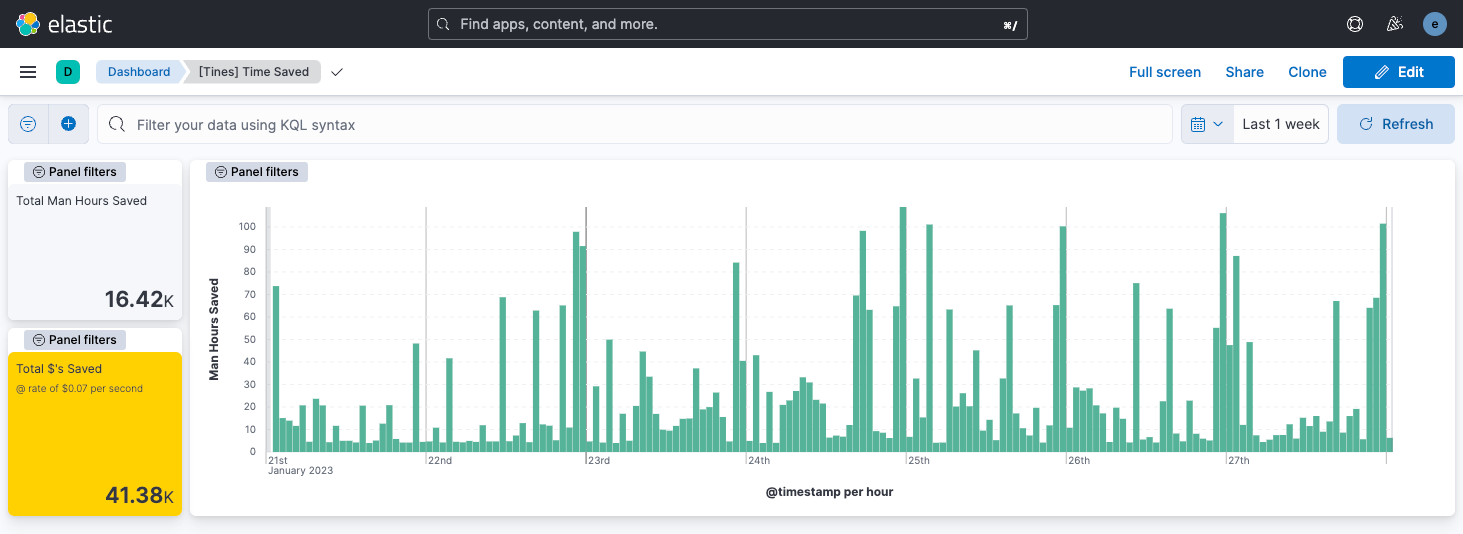 elastic
Find apps, content, and more.
⌘/
e
D
Dashboard
[Tines] Time Saved
Full screen
Share
Clone
Edit
Filter your data using KQL syntax
Last 1 week
Refresh
Panel filters
Total Man Hours Saved
16.42K
Panel filters
Total $'s Saved
@ rate of $0.07 per second
41.38K
Panel filters
Man Hours Saved
100
90
80
70
60
50
40
30
20
10
0
21st
January 2023
22nd
23rd
24th
25th
26th
27th
@timestamp per hour